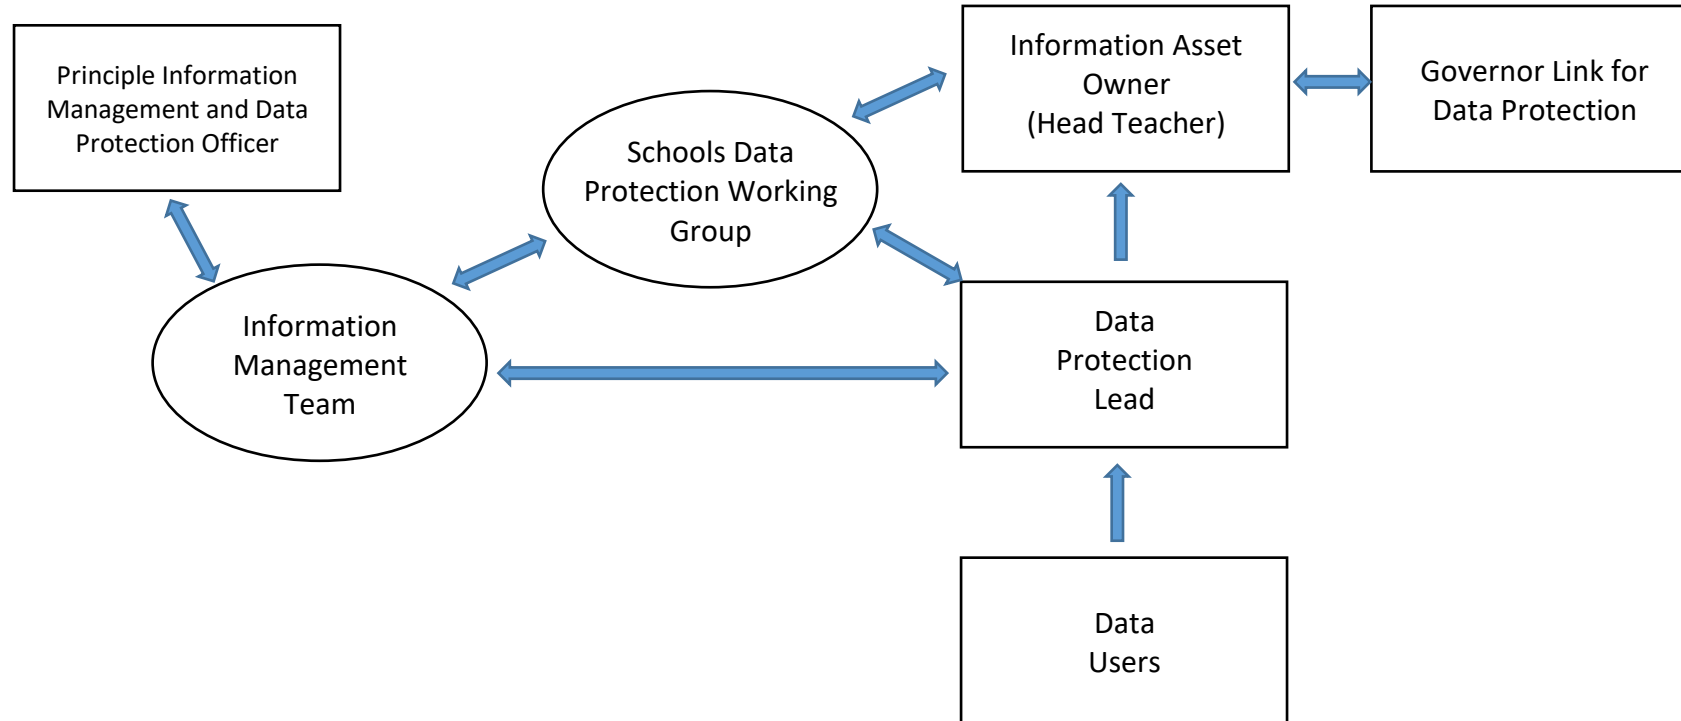 Principle Information
Management and Data
Protection Officer
Information Asset
Owner
(Head Teacher)
Governor Link for
Data Protection
Schools Data
Protection Working
Group
Information
Management
Team
Data
Protection
Lead
Data
Users